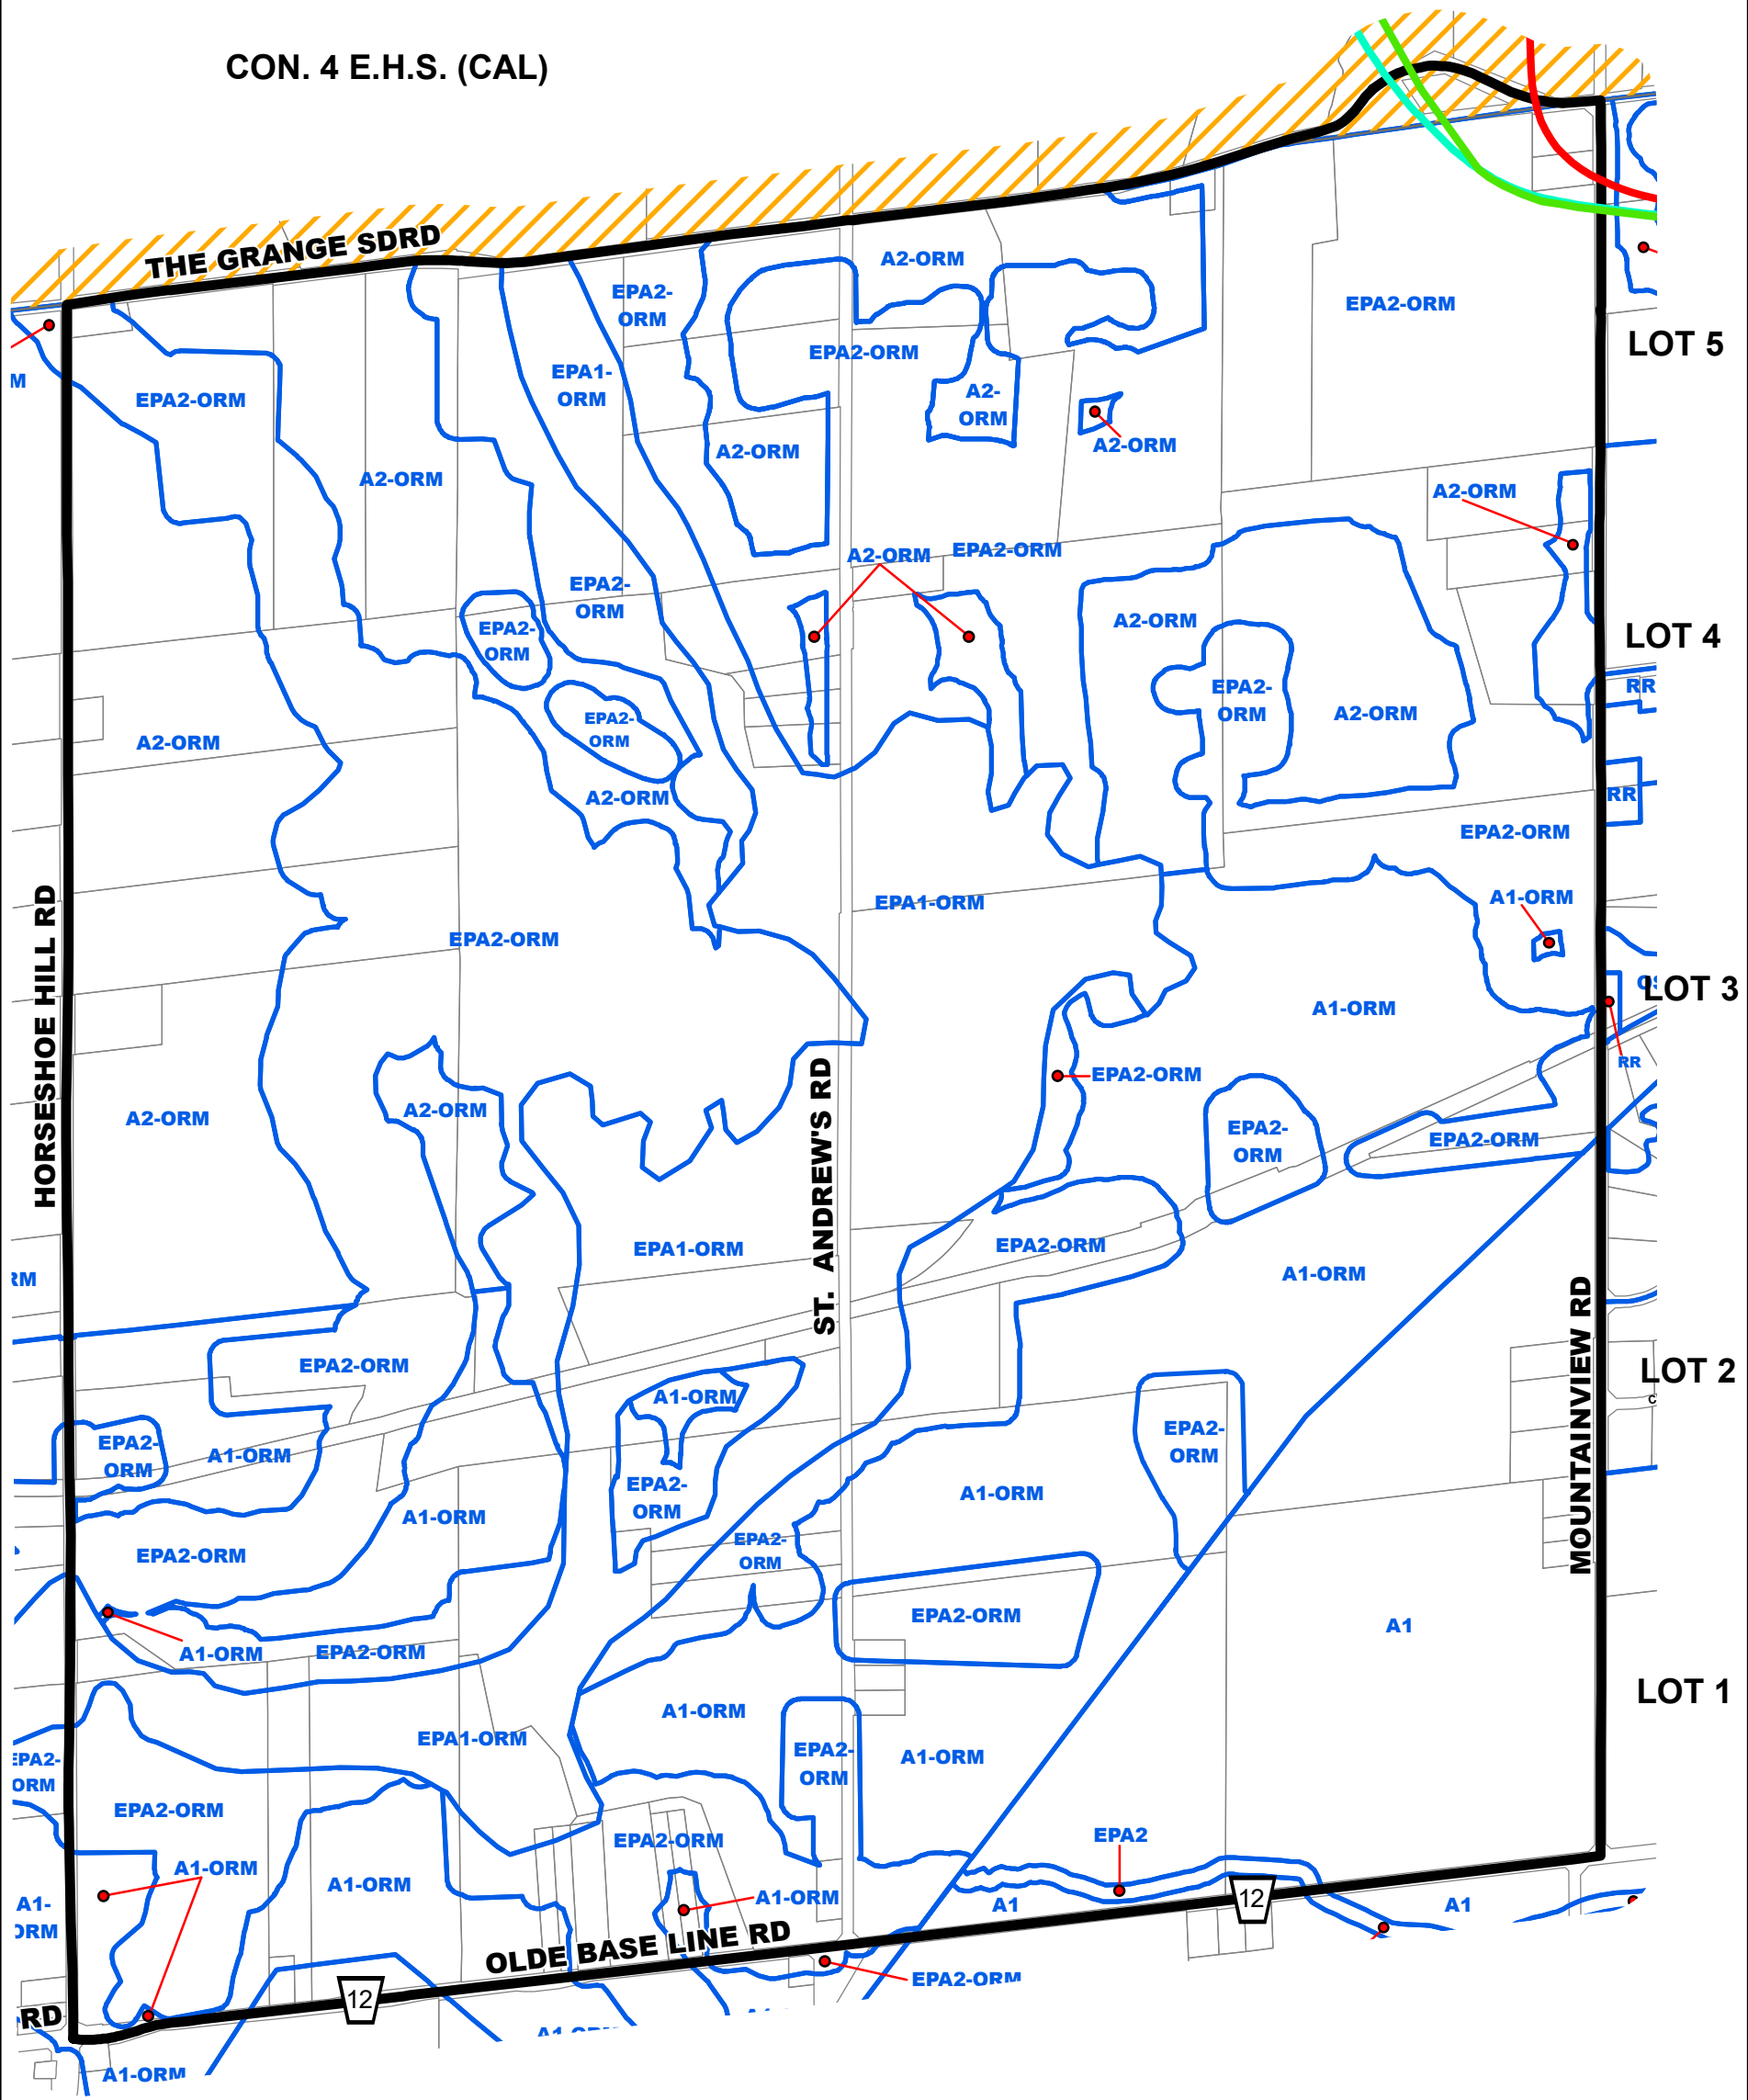 CON. 4 E.H.S. (CAL)
THE GRANGE SDRD
A2-ORM
EPA2-
ORM
EPA2-ORM
LOT 5
EPA2-ORM
EPA1-
ORM
M
EPA2-ORM
A2-
ORM
A2-ORM
A2-ORM
A2-ORM
A2-ORM
A2-ORM
EPA2-ORM
EPA2-
ORM
A2-ORM
EPA2-
ORM
LOT 4
EPA2-
ORM
A2-ORM
RR
EPA2-
ORM
A2-ORM
A2-ORM
RR
EPA2-ORM
A1-ORM
EPA1-ORM
EPA2-ORM
HORSESHOE HILL RD
LOT 3
A1-ORM
RR
EPA2-ORM
A2-ORM
A2-ORM
ST. ANDREW'S RD
EPA2-
ORM
EPA2-ORM
EPA1-ORM
EPA2-ORM
A1-ORM
RM
MOUNTAINVIEW RD
EPA2-ORM
LOT 2
A1-ORM
EPA2-
ORM
EPA2-
ORM
A1-ORM
EPA2-
ORM
A1-ORM
A1-ORM
EPA2-ORM
EPA2-
ORM
EPA2-ORM
A1
A1-ORM
EPA2-ORM
LOT 1
A1-ORM
EPA1-ORM
EPA2-
ORM
A1-ORM
EPA2-
ORM
EPA2-ORM
EPA2-ORM
EPA2
A1-ORM
A1-ORM
A1-ORM
A1-
ORM
A1
12
A1
OLDE BASE LINE RD
EPA2-ORM
12
RD
A1-ORM